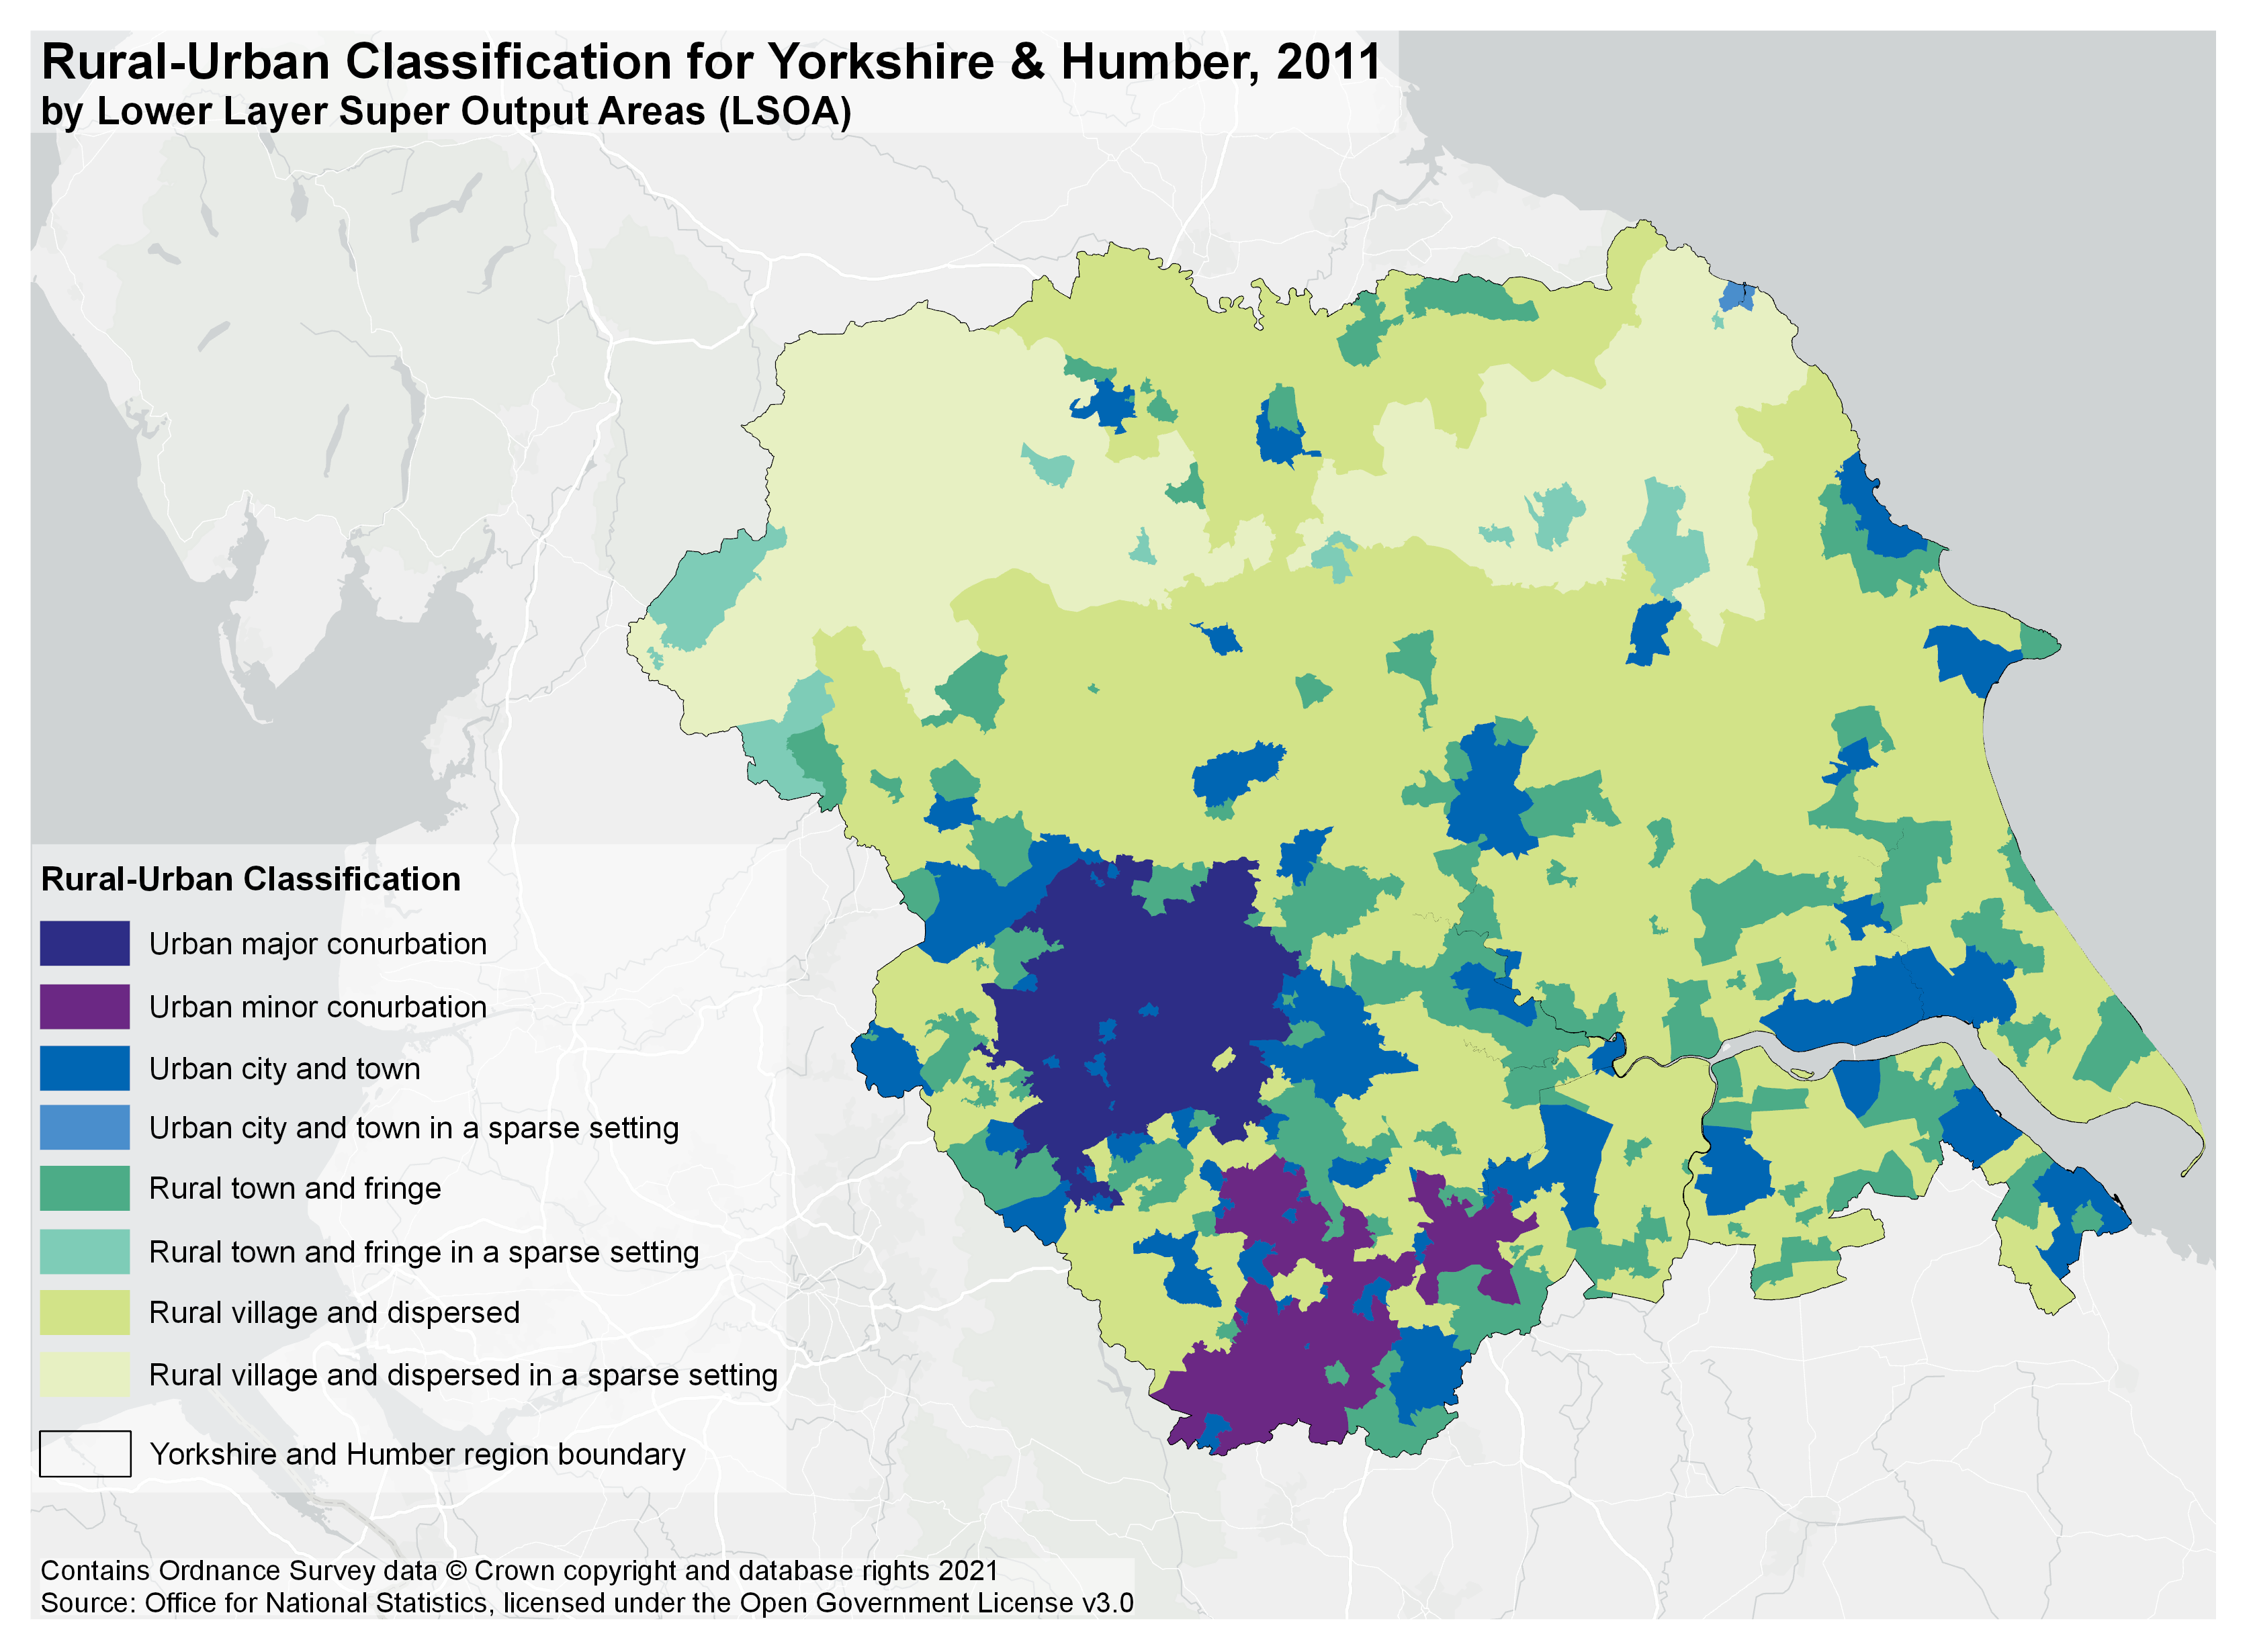 Rural-Urban Classification for Yorkshire & Humber, 2011
by Lower Layer Super Output Areas (LSOA)
Rural-Urban Classification
Urban major conurbation
Urban minor conurbation
Urban city and town
Urban city and town in a sparse setting
Rural town and fringe
Rural town and fringe in a sparse setting
Rural village and dispersed
Rural village and dispersed in a sparse setting
Yorkshire and Humber region boundary
Contains Ordnance Survey data © Crown copyright and database rights 2021
Source: Office for National Statistics, licensed under the Open Government License v3.0